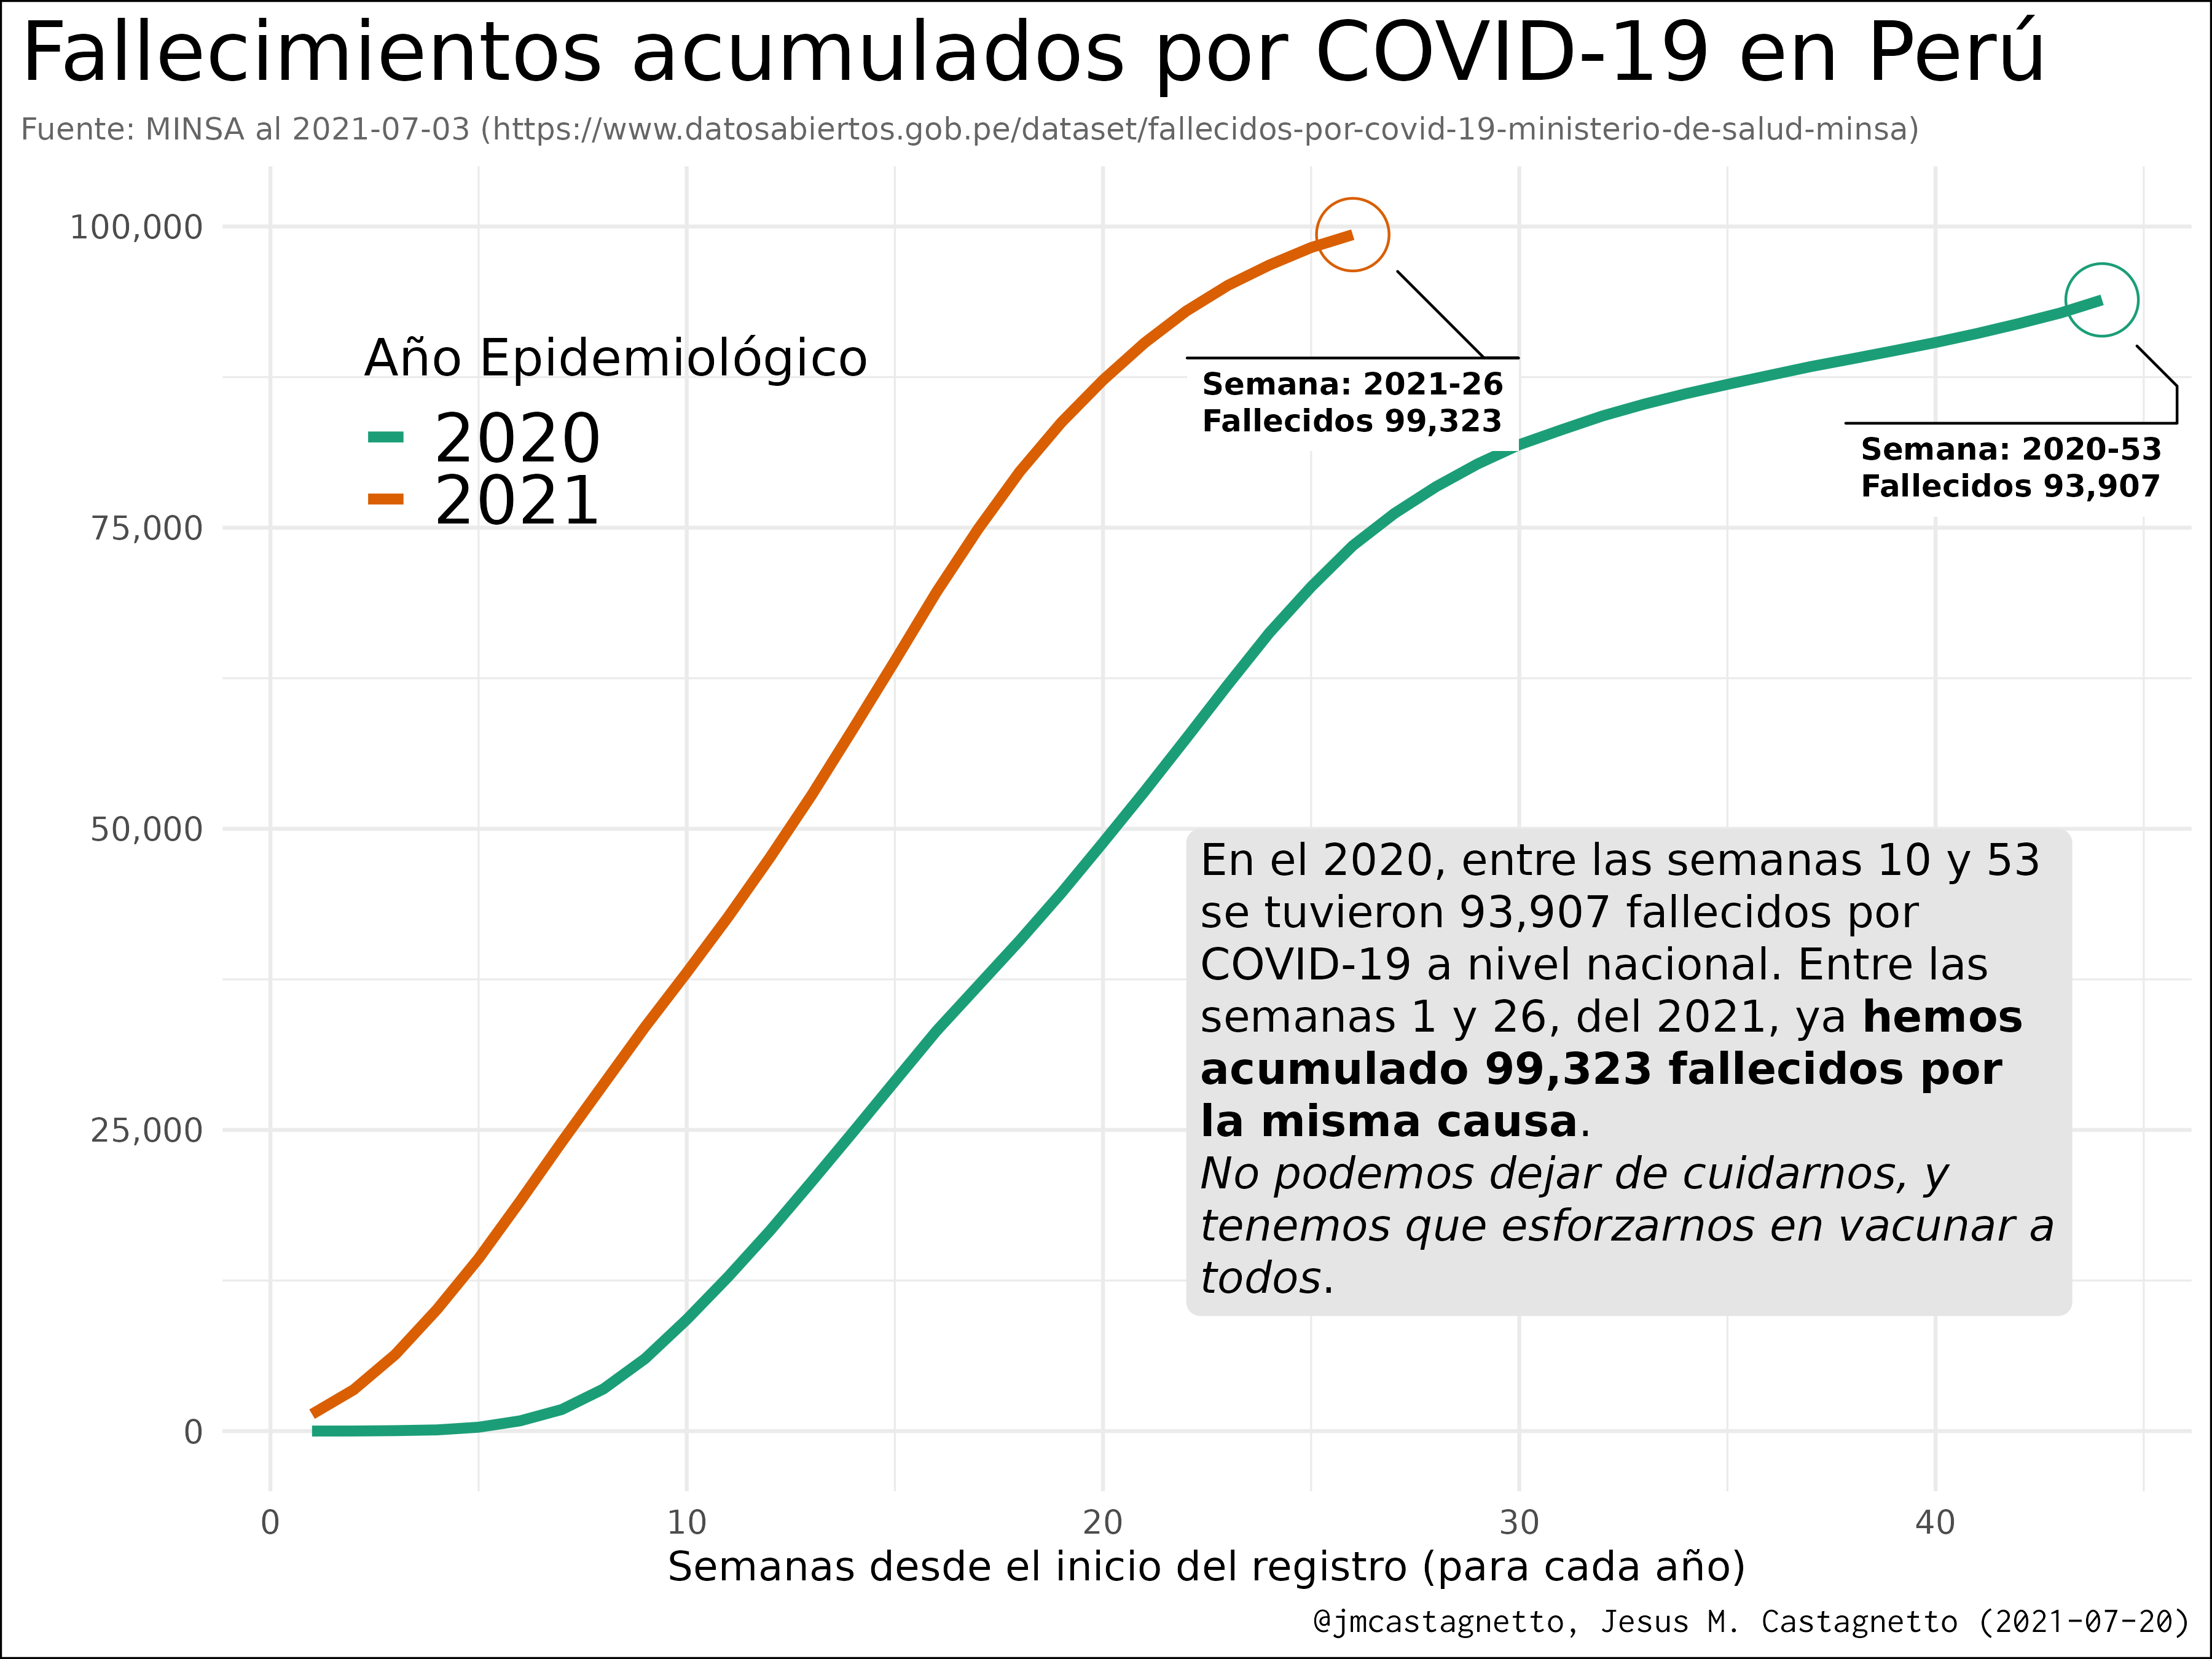 Fallecimientos acumulados por COVID-19 en Perú
Fuente: MINSA al 2021-07-03 (https://www.datosabiertos.gob.pe/dataset/fallecidos-por-covid-19-ministerio-de-salud-minsa)
100,000
75,000
50,000
25,000
0
Año Epidemiológico
2020
2021
Semana: 2021-26
Fallecidos 99,323
Semana: 2020-53
Fallecidos 93,907
En el 2020, entre las semanas 10 y 53
se tuvieron 93,907 fallecidos por
COVID-19 a nivel nacional. Entre las
semanas 1 y 26, del 2021, ya hemos
acumulado 99,323 fallecidos por
la misma causa.
No podemos dejar de cuidarnos, y
tenemos que esforzarnos en vacunar a
todos.
0 10 20 30 40
Semanas desde el inicio del registro (para cada año)
@jmcastagnetto, Jesus M. Castagnetto (2021-07-20)